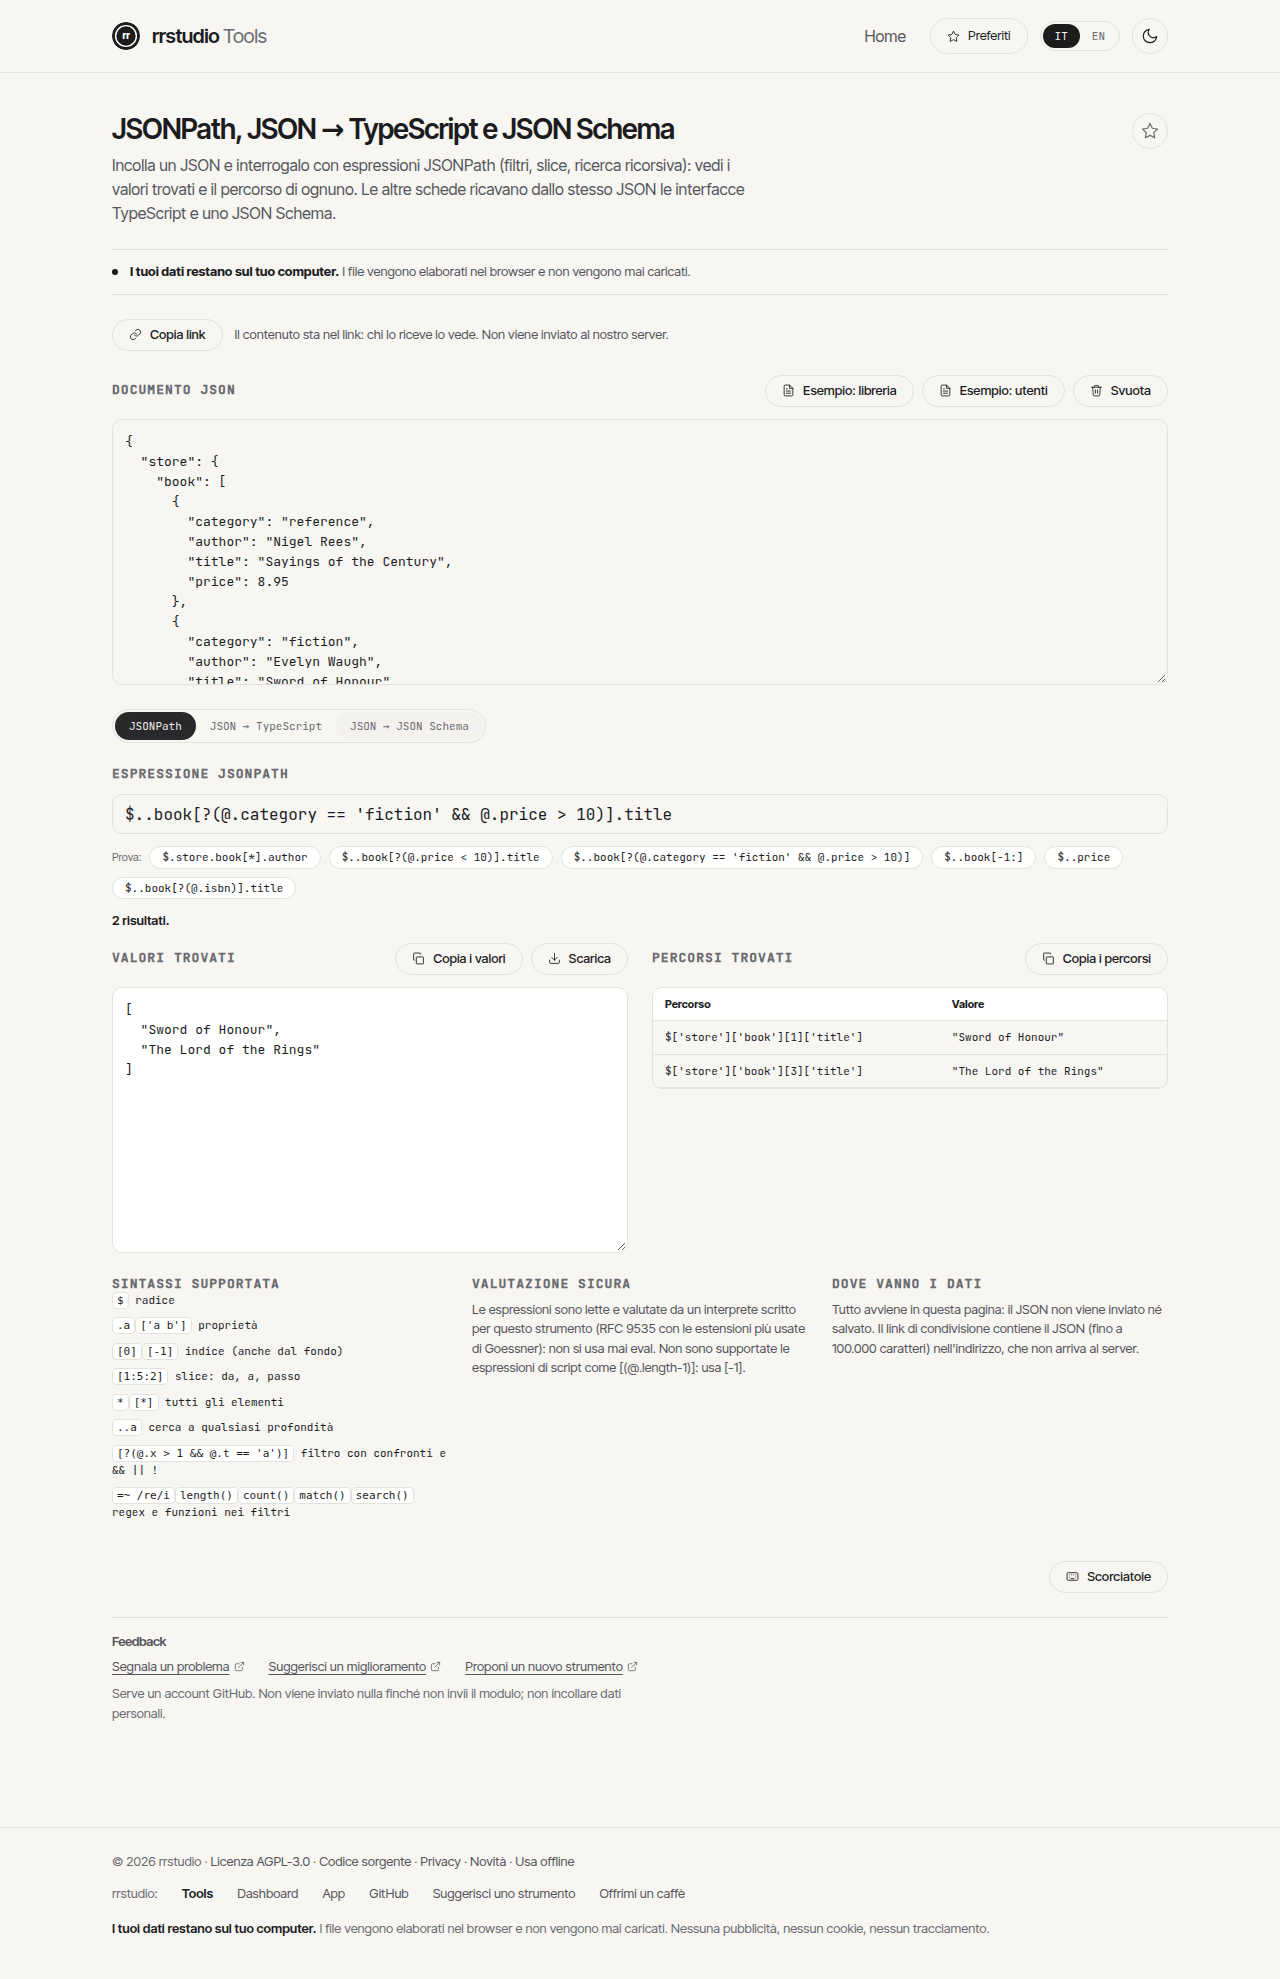 rr rrstudio Tools
Home
Preferiti
IT
EN
JSONPath, JSON → TypeScript e JSON Schema
Incolla un JSON e interrogalo con espressioni JSONPath (filtri, slice, ricerca ricorsiva): vedi i
valori trovati e il percorso di ognuno. Le altre schede ricavano dallo stesso JSON le interfacce
TypeScript e uno JSON Schema.
I tuoi dati restano sul tuo computer. I file vengono elaborati nel browser e non vengono mai caricati.
Copia link
Il contenuto sta nel link: chi lo riceve lo vede. Non viene inviato al nostro server.
DOCUMENTO JSON
Esempio: libreria
Esempio: utenti
Svuota
{
  "store": {
    "book": [
      {
        "category": "reference",
        "author": "Nigel Rees",
        "title": "Sayings of the Century",
        "price": 8.95
      },
      {
        "category": "fiction",
        "author": "Evelyn Waugh",
        "title": "Sword of Honour"
JSONPath
JSON → TypeScript
JSON → JSON Schema
ESPRESSIONE JSONPATH
$..book[?(@.category == 'fiction' && @.price > 10)].title
Prova:
$.store.book[*].author
$..book[?(@.price < 10)].title
$..book[?(@.category == 'fiction' && @.price > 10)]
$..book[-1:]
$..price
$..book[?(@.isbn)].title
2 risultati.
VALORI TROVATI
Copia i valori
Scarica
[
  "Sword of Honour",
  "The Lord of the Rings"
]
PERCORSI TROVATI
Copia i percorsi
Percorso
Valore
$['store']['book'][1]['title']
"Sword of Honour"
$['store']['book'][3]['title']
"The Lord of the Rings"
SINTASSI SUPPORTATA
$ radice
.a ['a b'] proprietà
[0] [-1] indice (anche dal fondo)
[1:5:2] slice: da, a, passo
* [*] tutti gli elementi
..a cerca a qualsiasi profondità
[?(@.x > 1 && @.t == 'a')] filtro con confronti e
&& || !
=~ /re/i length() count() match() search()
regex e funzioni nei filtri
VALUTAZIONE SICURA
Le espressioni sono lette e valutate da un interprete scritto
per questo strumento (RFC 9535 con le estensioni più usate
di Goessner): non si usa mai eval. Non sono supportate le
espressioni di script come [(@.length-1)]: usa [-1].
DOVE VANNO I DATI
Tutto avviene in questa pagina: il JSON non viene inviato né
salvato. Il link di condivisione contiene il JSON (fino a
100.000 caratteri) nell'indirizzo, che non arriva al server.
Scorciatoie
Feedback
Segnala un problema
Suggerisci un miglioramento
Proponi un nuovo strumento
Serve un account GitHub. Non viene inviato nulla finché non invii il modulo; non incollare dati
personali.
© 2026 rrstudio · Licenza AGPL-3.0 · Codice sorgente · Privacy · Novità · Usa offline
rrstudio:
Tools
Dashboard
App
GitHub
Suggerisci uno strumento
Offrimi un caffè
I tuoi dati restano sul tuo computer. I file vengono elaborati nel browser e non vengono mai caricati. Nessuna pubblicità, nessun cookie, nessun tracciamento.